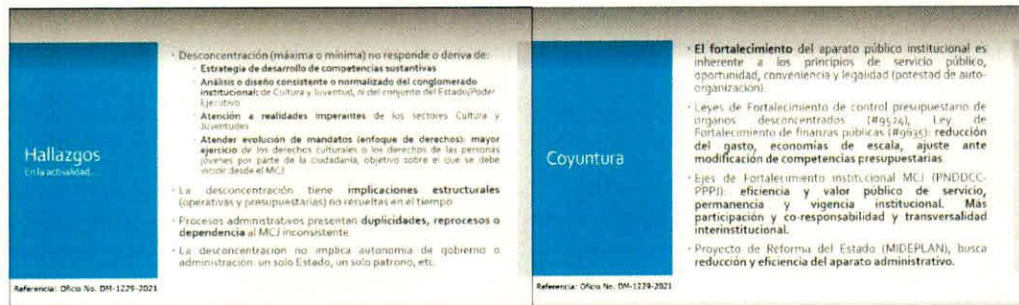 Hallazgos
En la actualidad...
· Desconcentración (máxima o mínima) no responde o deriva de:
· Estrategia de desarrollo de competencias sustantivas
· Análisis o diseño consistente o normalizado del conglomerado
institucional: de Cultura y Juventud, ni del conjunto del Estado/Poder
Ejecutivo
· Atención a realidades imperantes de los sectores Cultura y
Juventudes
· Atender evolución de mandatos (enfoque de derechos): mayor
ejercicio de los derechos culturales o los derechos de las personas
jóvenes por parte de la ciudadanía, objetivo sobre el que se debe
incidir desde el MCJ
· La desconcentración tiene implicaciones estructurales
(operativas y presupuestarias) no resueltas en el tiempo
· Procesos administrativos presentan duplicidades, reprocesos o
dependencia al MCJ inconsistente
· La desconcentración no implica autonomía de gobierno o
administración: un solo Estado, un solo patrono, etc.
Referencia: Oficio No. DM-1229-2021
Coyuntura
· El fortalecimiento del aparato público institucional es
inherente a los principios de servicio público,
oportunidad, conveniencia y legalidad (potestad de auto-
organización).
· Leyes de Fortalecimiento de control presupuestario de
órganos desconcentrados (#9524), Ley de
Fortalecimiento de finanzas públicas (#9635): reducción
del gasto, economías de escala, ajuste ante
modificación de competencias presupuestarias
· Ejes de Fortalecimiento institucional MCJ (PNDDCC-
PPPJ): eficiencia y valor público de servicio,
permanencia y vigencia institucional. Más
participación y co-responsabilidad y transversalidad
interinstitucional.
· Proyecto de Reforma del Estado (MIDEPLAN), busca
reducción y eficiencia del aparato administrativo.
Referencia: Oficio No. DM-1229-2021